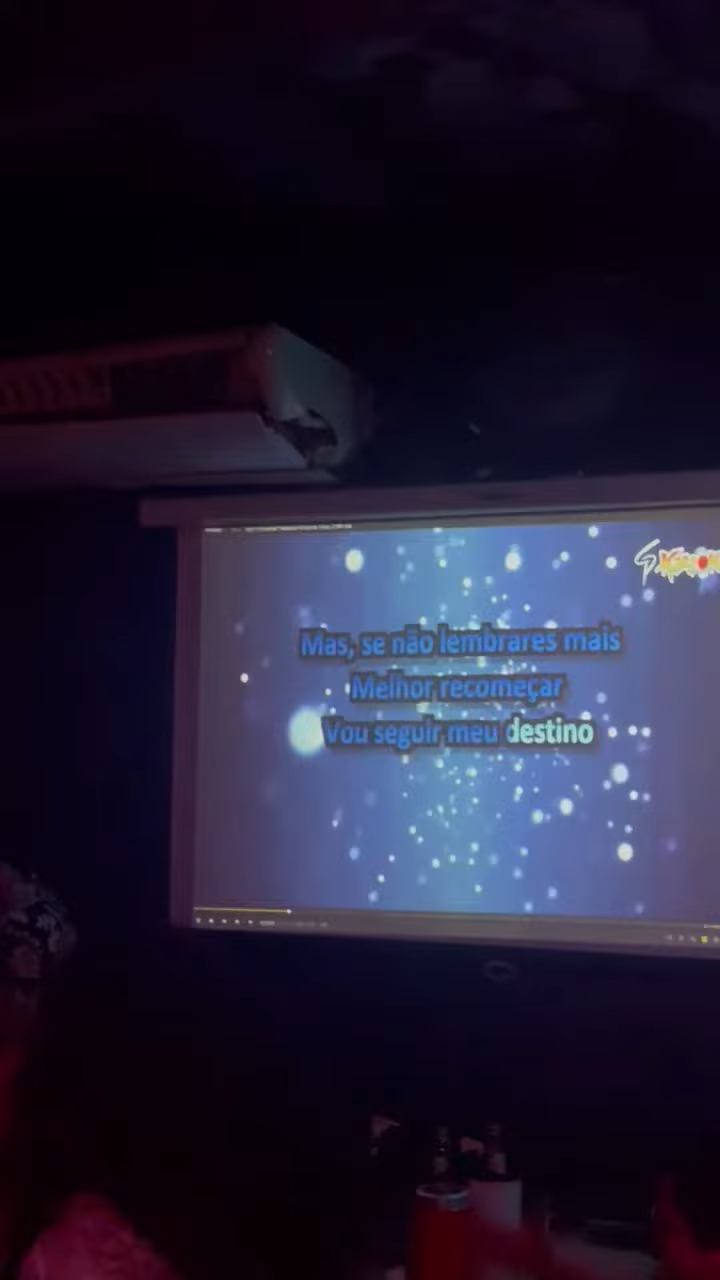 Mas, se não lembrares mais
Melhor recomeçar
Vou seguir meu destino